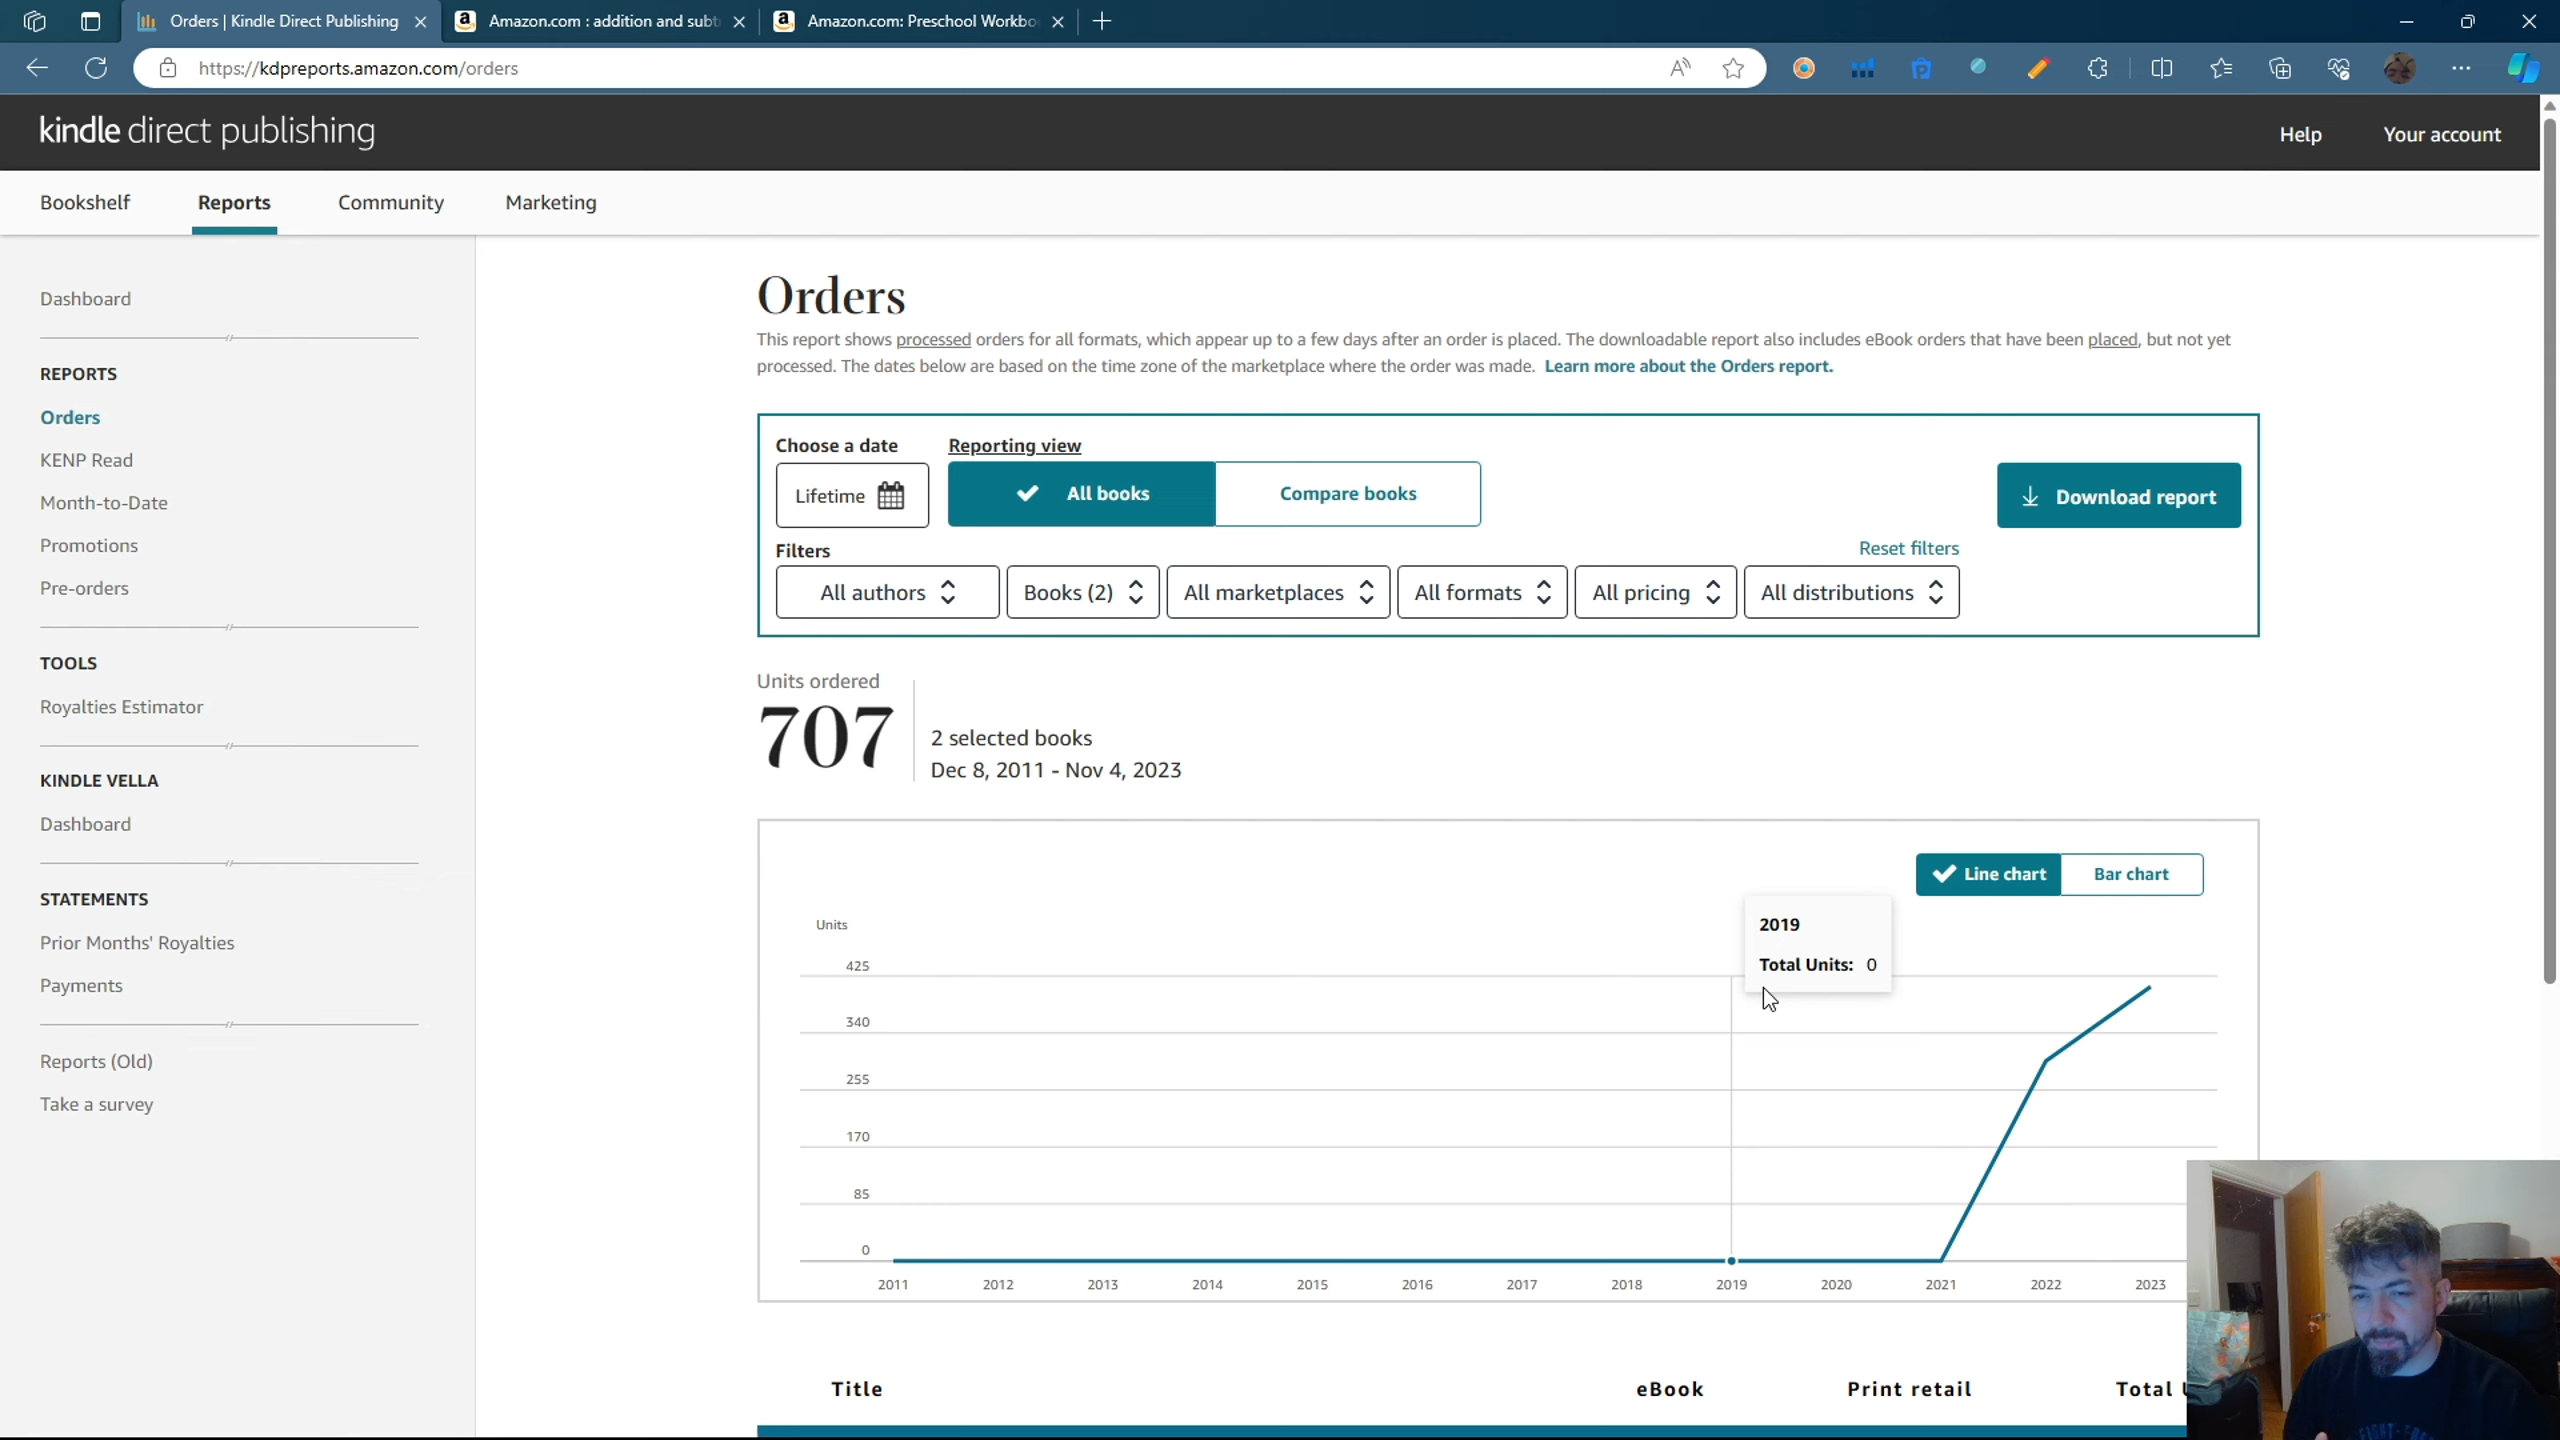 Orders | Kindle Direct Publishing
Amazon.com : addition and subt
Amazon.com: Preschool Workbo
https://kdpreports.amazon.com/orders
kindle direct publishing
Help
Your account
Bookshelf
Reports
Community
Marketing
Dashboard
REPORTS
Orders
KENP Read
Month-to-Date
Promotions
Pre-orders
TOOLS
Royalties Estimator
KINDLE VELLA
Dashboard
STATEMENTS
Prior Months' Royalties
Payments
Reports (Old)
Take a survey
Orders
This report shows processed orders for all formats, which appear up to a few days after an order is placed. The downloadable report also includes eBook orders that have been placed, but not yet
processed. The dates below are based on the time zone of the marketplace where the order was made. Learn more about the Orders report.
Choose a date
Reporting view
Lifetime
All books
Compare books
Download report
Filters
Reset filters
All authors
Books (2)
All marketplaces
All formats
All pricing
All distributions
Units ordered
707
2 selected books
Dec 8, 2011 - Nov 4, 2023
Line chart
Bar chart
Units
2019
Total Units: 0
425
340
255
170
85
0
2011 2012 2013 2014 2015 2016 2017 2018 2019 2020 2021 2022 2023
Title
eBook
Print retail
Total